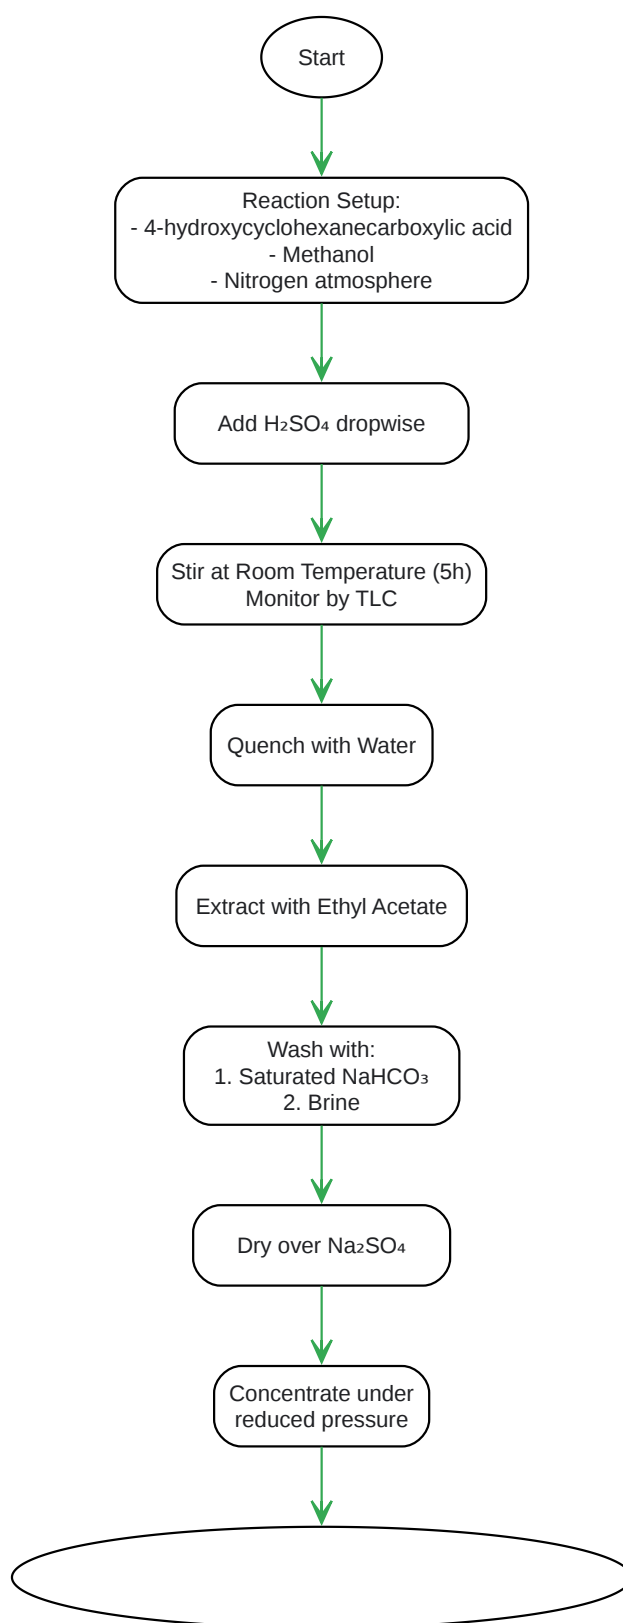 Start
Reaction Setup:
- 4-hydroxycyclohexanecarboxylic acid
- Methanol
- Nitrogen atmosphere
Add H₂SO₄ dropwise
Stir at Room Temperature (5h)
Monitor by TLC
Quench with Water
Extract with Ethyl Acetate
Wash with:
1. Saturated NaHCO₃
2. Brine
Dry over Na₂SO₄
Concentrate under
reduced pressure